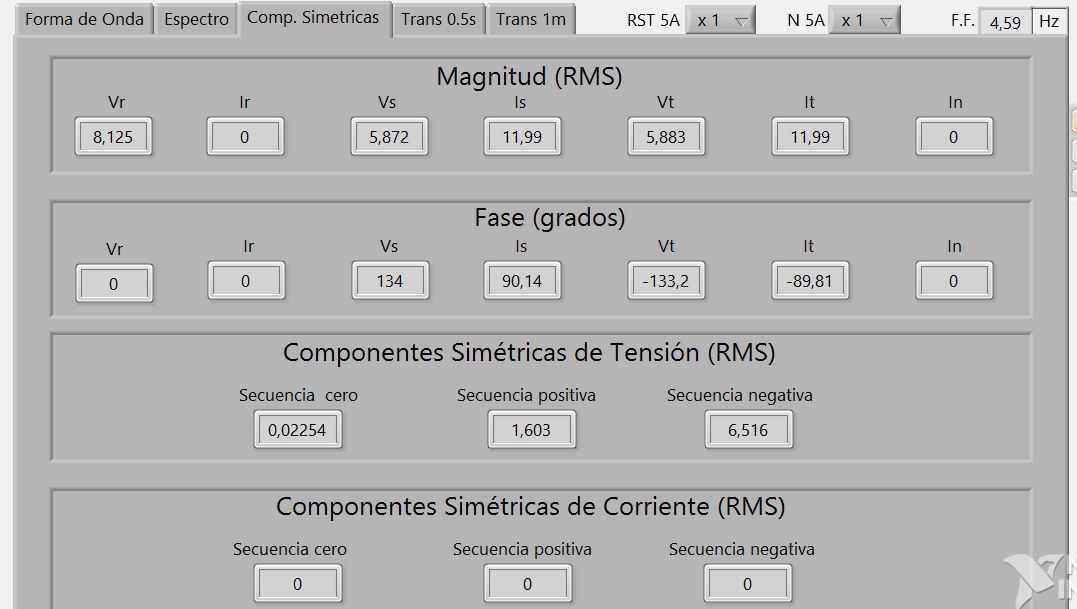 Forma de Onda Espectro Comp. Simetricas Trans 0.5s Trans 1m RST 5A x 1 N 5A x 1 F.F. 4,59 Hz
Magnitud (RMS)
Vr Ir Vs Is Vt It In
8,125 0 5,872 11,99 5,883 11,99 0
Fase (grados)
Vr Ir Vs Is Vt It In
0 0 134 90,14 -133,2 -89,81 0
Componentes Simétricas de Tensión (RMS)
Secuencia cero Secuencia positiva Secuencia negativa
0,02254 1,603 6,516
Componentes Simétricas de Corriente (RMS)
Secuencia cero Secuencia positiva Secuencia negativa
0 0 0